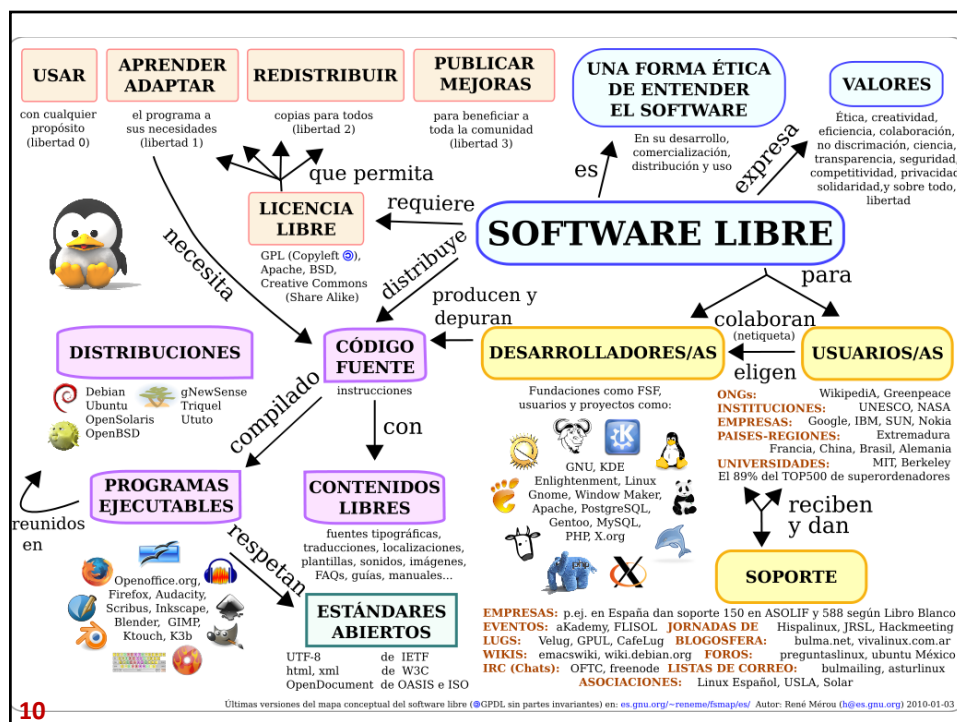 USAR
con cualquier
propósito
(libertad 0)
APRENDER
ADAPTAR
el programa a
sus necesidades
(libertad 1)
REDISTRIBUIR
copias para todos
(libertad 2)
PUBLICAR
MEJORAS
para beneficiar a
toda la comunidad
(libertad 3)
UNA FORMA ÉTICA
DE ENTENDER
EL SOFTWARE
En su desarrollo,
comercialización,
distribución y uso
VALORES
Ética, creatividad,
eficiencia, colaboración,
no discrimación, ciencia,
transparencia, seguridad,
competitividad, privacidad,
solidaridad,y sobre todo,
libertad
que permita
es
expresa
LICENCIA
LIBRE
GPL (Copyleft),
Apache, BSD,
Creative Commons
(Share Alike)
requiere
SOFTWARE LIBRE
necesita
distribuye
para
producen y
depuran
colaboran
(netiqueta)
eligen
DISTRIBUCIONES
Debian
Ubuntu
OpenSolaris
OpenBSD
gNewSense
Triquel
Ututo
CÓDIGO
FUENTE
instrucciones
DESARROLLADORES/AS
Fundaciones como FSF,
usuarios y proyectos como:
GNU, KDE
Enlightenment, Linux
Gnome, Window Maker,
Apache, PostgreSQL,
Gentoo, MySQL,
PHP, X.org
php
USUARIOS/AS
ONGs: WikipediA, Greenpeace
INSTITUCIONES: UNESCO, NASA
EMPRESAS: Google, IBM, SUN, Nokia
PAISES-REGIONES: Extremadura
Francia, China, Brasil, Alemania
UNIVERSIDADES: MIT, Berkeley
El 89% del TOP500 de superordenadores
compilado
con
reunidos
en
PROGRAMAS
EJECUTABLES
Openoffice.org,
Firefox, Audacity,
Scribus, Inkscape,
Blender, GIMP,
Ktouch, K3b
respetan
CONTENIDOS
LIBRES
fuentes tipográficas,
traducciones, localizaciones,
plantillas, sonidos, imágenes,
FAQs, guías, manuales...
ESTÁNDARES
ABIERTOS
UTF-8 de IETF
html, xml de W3C
OpenDocument de OASIS e ISO
reciben
y dan
SOPORTE
EMPRESAS: p.ej. en España dan soporte 150 en ASOLIF y 588 según Libro Blanco
EVENTOS: aKademy, FLISOL JORNADAS DE Hispalinux, JRSL, Hackmeeting
LUGS: Velug, GPUL, CafeLug BLOGOSFERA: bulma.net, vivalinux.com.ar
WIKIS: emacswiki, wiki.debian.org FOROS: preguntaslinux, ubuntu México
IRC (Chats): OFTC, freenode LISTAS DE CORREO: bulmailing, asturlinux
ASOCIACIONES: Linux Español, USLA, Solar
Últimas versiones del mapa conceptual del software libre (GPDL sin partes invariantes) en: es.gnu.org/~reneme/fsmap/es/ Autor: René Mérou (h@es.gnu.org) 2010-01-03
10